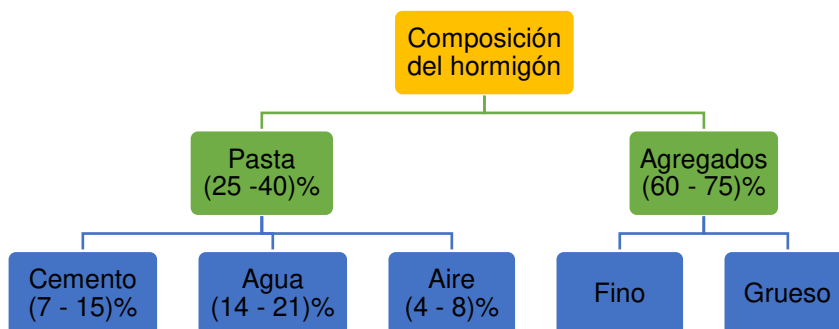 Composición
del hormigón
Pasta
(25 -40)%
Agregados
(60 - 75)%
Cemento
(7 - 15)%
Agua
(14 - 21)%
Aire
(4 - 8)%
Fino
Grueso